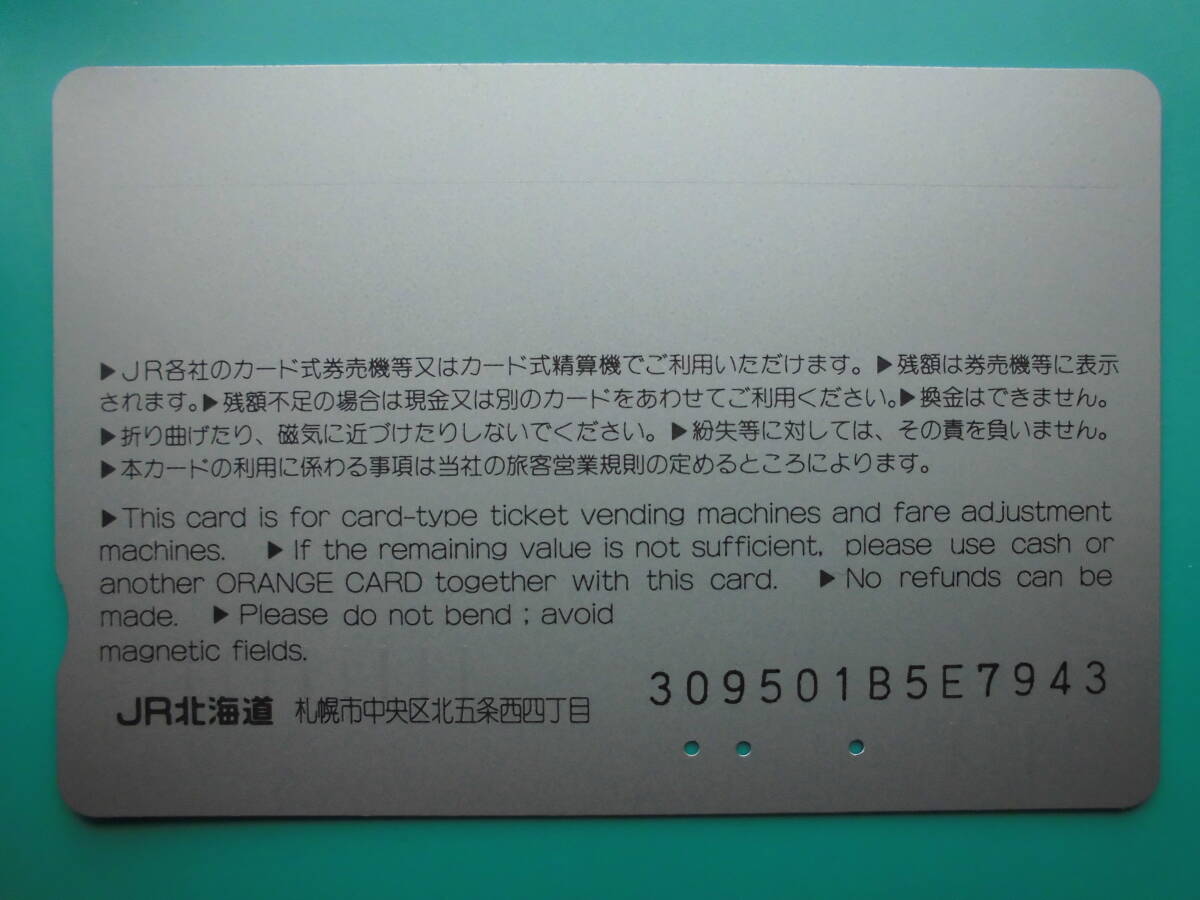 ▶JR各社のカード式券売機等又はカード式精算機でご利用いただけます。▶残額は券売機等に表示
されます。▶残額不足の場合は現金又は別のカードをあわせてご利用ください。▶換金はできません。
▶折り曲げたり、磁気に近づけたりしないでください。▶紛失等に対しては、その責を負いません。
▶本カードの利用に係わる事項は当社の旅客営業規則の定めるところによります。
▶This card is for card-type ticket vending machines and fare adjustment
machines. ▶If the remaining value is not sufficient, please use cash or
another ORANGE CARD together with this card. ▶No refunds can be
made. ▶Please do not bend ; avoid
magnetic fields.
309501B5E7943
JR北海道 札幌市中央区北五条西四丁目